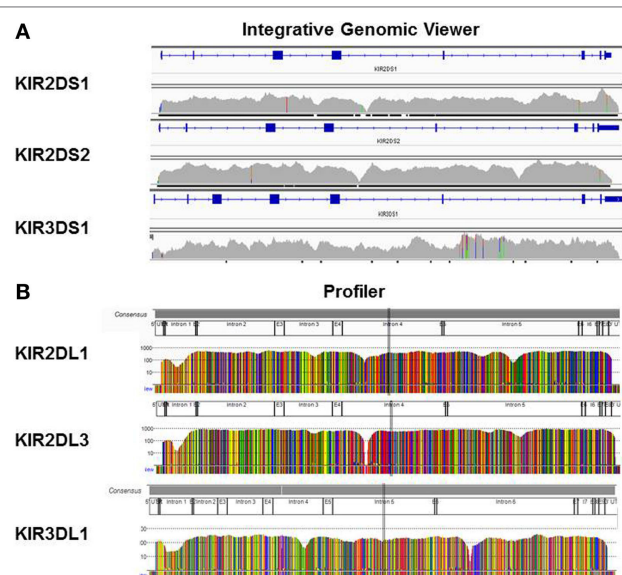 A
Integrative Genomic Viewer
KIR2DS1
KIR2DS1
KIR2DS2
KIR2DS2
KIR3DS1
KIR3DS1
B
Profiler
Consensus
Intron 1 Intron 2 E3 Intron 3 E4 Intron 4 Intron 5
KIR2DL1
1000
100
10
Intron 1 Intron 2 E3 Intron 3 E4 Intron 4 Intron 5
KIR2DL3
1000
100
10
Consensus
Intron 1 Intron 2 E3 Intron 3 E4 Intron 4 Intron 5 Intron 6
KIR3DL1